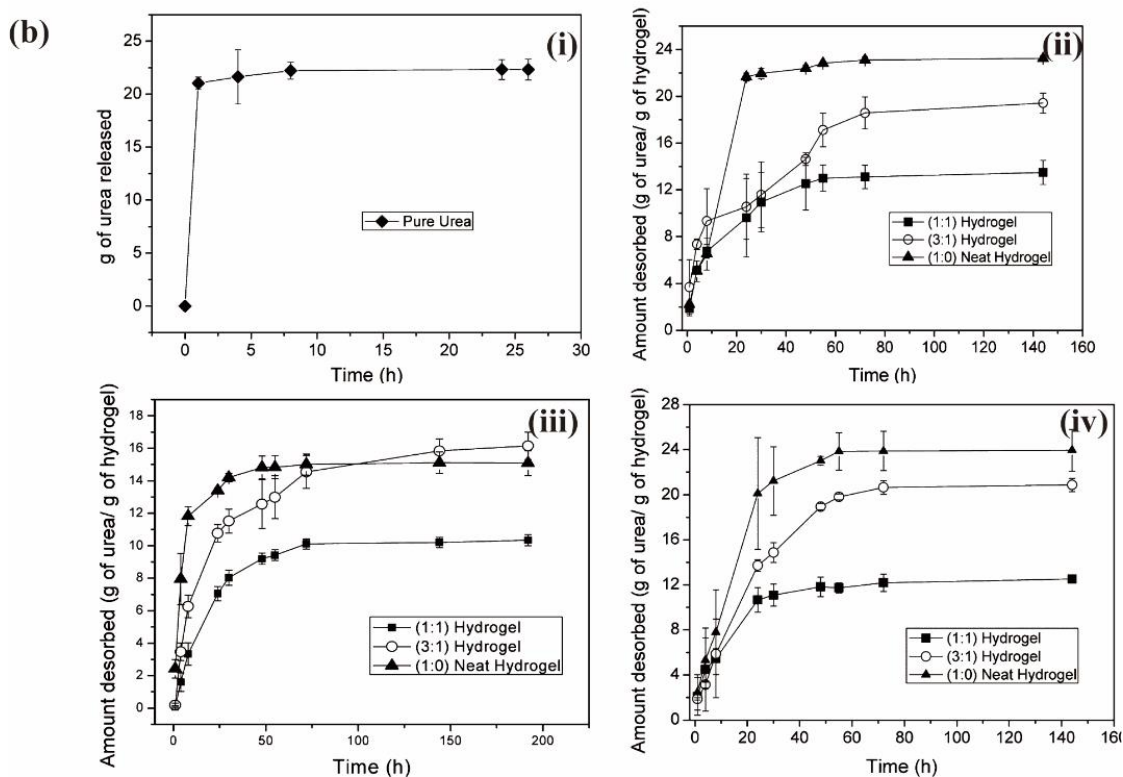 (b)
(i)
g of urea released
25
20
15
10
5
0
Pure Urea
0 5 10 15 20 25 30
Time (h)
(ii)
Amount desorbed (g of urea/ g of hydrogel)
24
20
16
12
8
4
0
(1:1) Hydrogel
(3:1) Hydrogel
(1:0) Neat Hydrogel
0 20 40 60 80 100 120 140 160
Time (h)
(iii)
Amount desorbed (g of urea/ g of hydrogel)
16
14
12
10
8
6
4
2
0
(1:1) Hydrogel
(3:1) Hydrogel
(1:0) Neat Hydrogel
0 50 100 150 200
Time (h)
(iv)
Amount desorbed (g of urea/ g of hydrogel)
28
24
20
16
12
8
4
0
(1:1) Hydrogel
(3:1) Hydrogel
(1:0) Neat Hydrogel
0 20 40 60 80 100 120 140 160
Time (h)